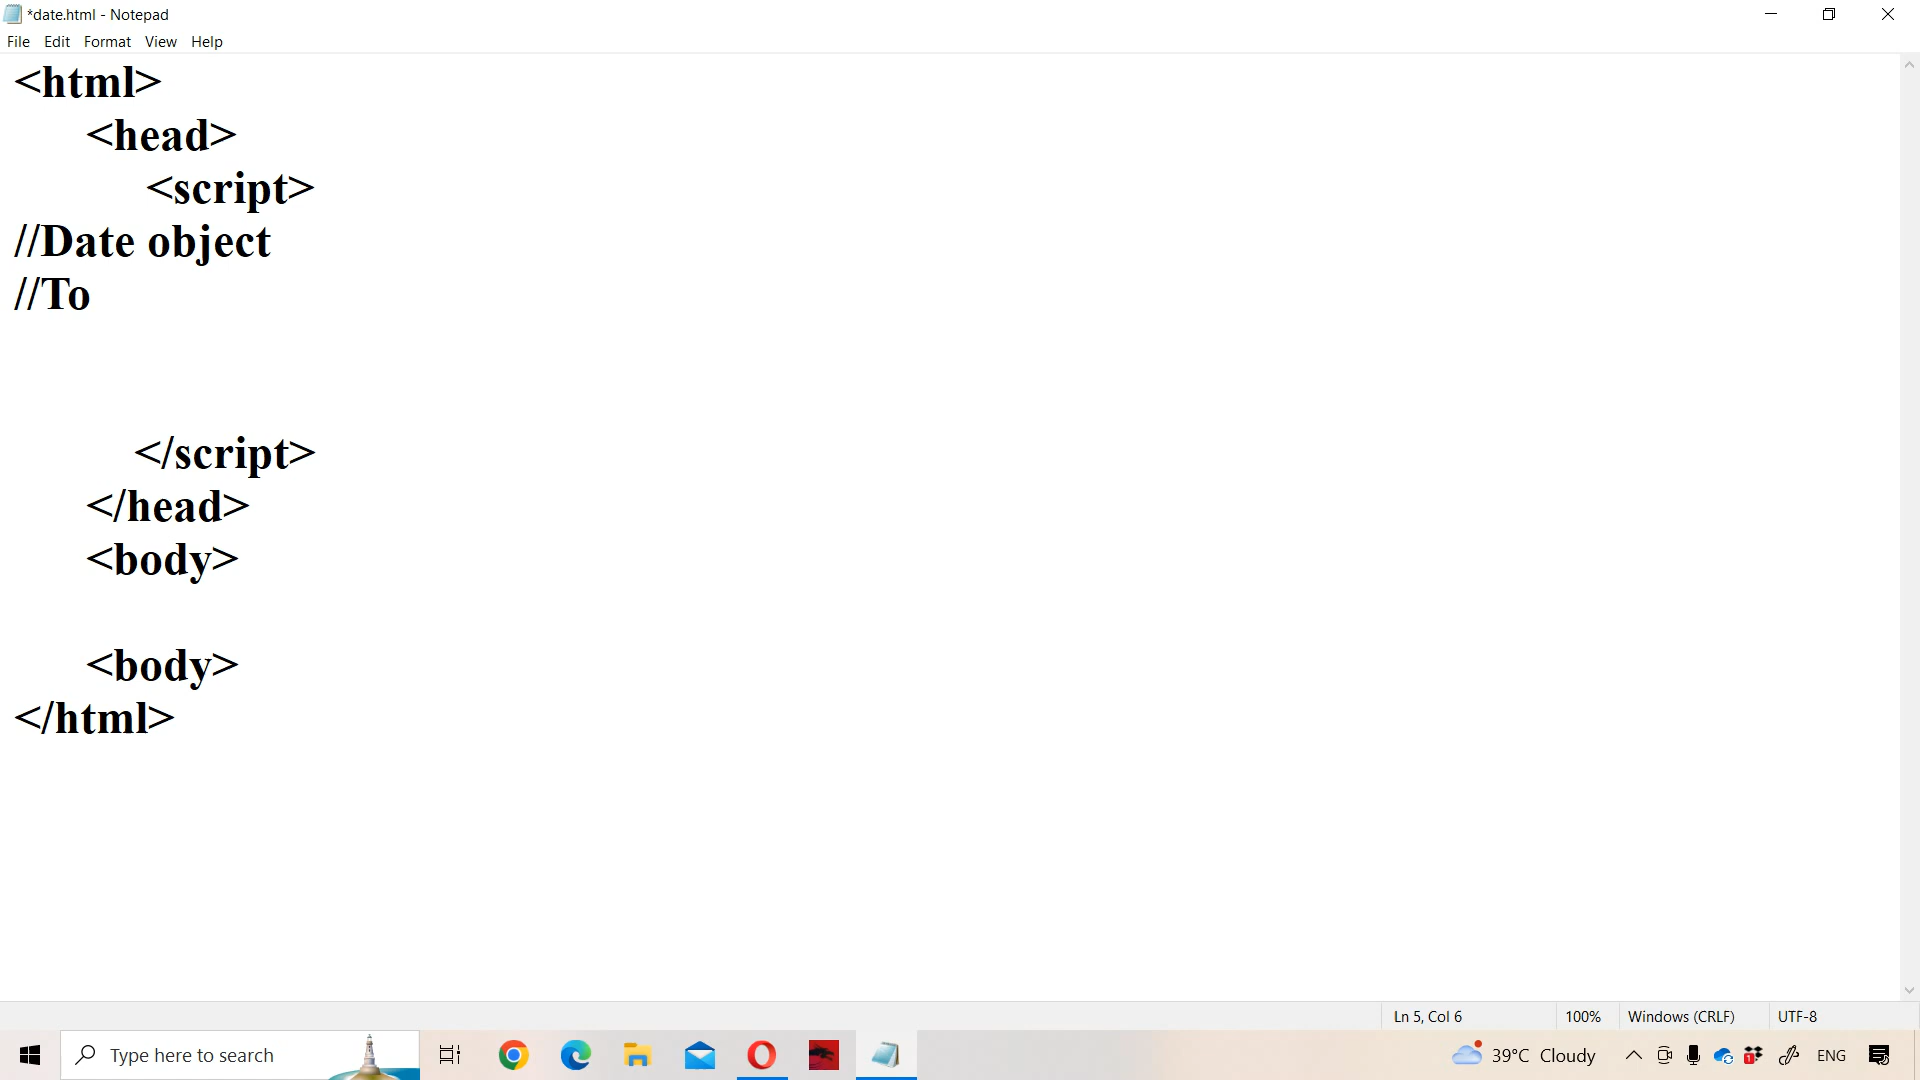 *date.html - Notepad
File Edit Format View Help
<html>
<head>
<script>
//Date object
//To
</script>
</head>
<body>
<body>
</html>
Ln 5, Col 6 100% Windows (CRLF) UTF-8
Type here to search
39°C Cloudy
1
ENG